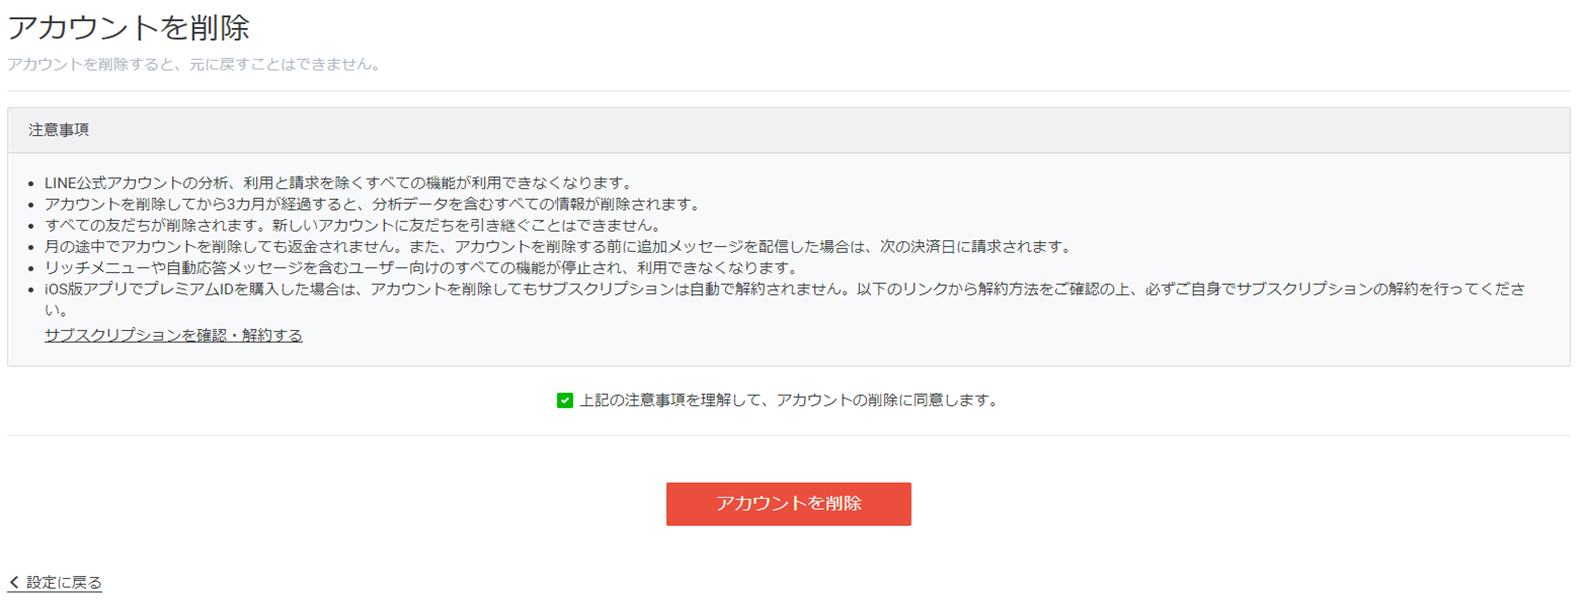 アカウントを削除
アカウントを削除すると、元に戻すことはできません。
注意事項
• LINE公式アカウントの分析、利用と請求を除くすべての機能が利用できなくなります。
• アカウントを削除してから3カ月が経過すると、分析データを含むすべての情報が削除されます。
• すべての友だちが削除されます。新しいアカウントに友だちを引き継ぐことはできません。
• 月の途中でアカウントを削除しても返金されません。また、アカウントを削除する前に追加メッセージを配信した場合は、次の決済日に請求されます。
• リッチメニューや自動応答メッセージを含むユーザー向けのすべての機能が停止され、利用できなくなります。
• iOS版アプリでプレミアムIDを購入した場合は、アカウントを削除してもサブスクリプションは自動で解約されません。以下のリンクから解約方法をご確認の上、必ずご自身でサブスクリプションの解約を行ってくださ
い。
サブスクリプションを確認・解約する
上記の注意事項を理解して、アカウントの削除に同意します。
アカウントを削除
設定に戻る